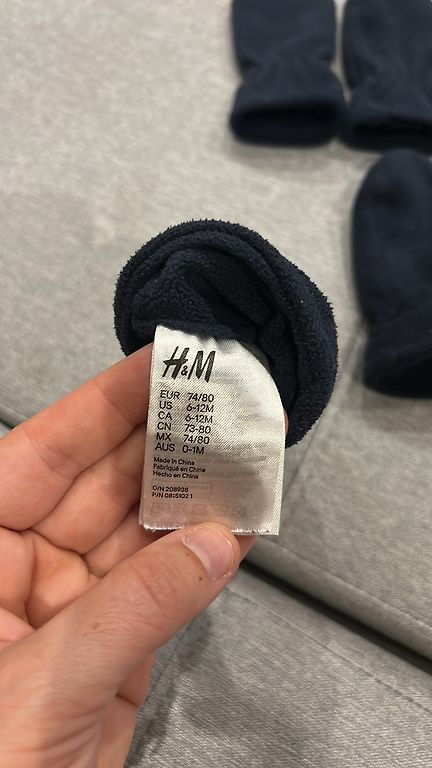 H&M
EUR 74/80
US 6-12M
CA 6-12M
CN 73-80
MX 74/80
AUS 0-1M
Made in China
Fabriqué en Chine
Hecho en China
O/N 208938
P/N 0815102 1